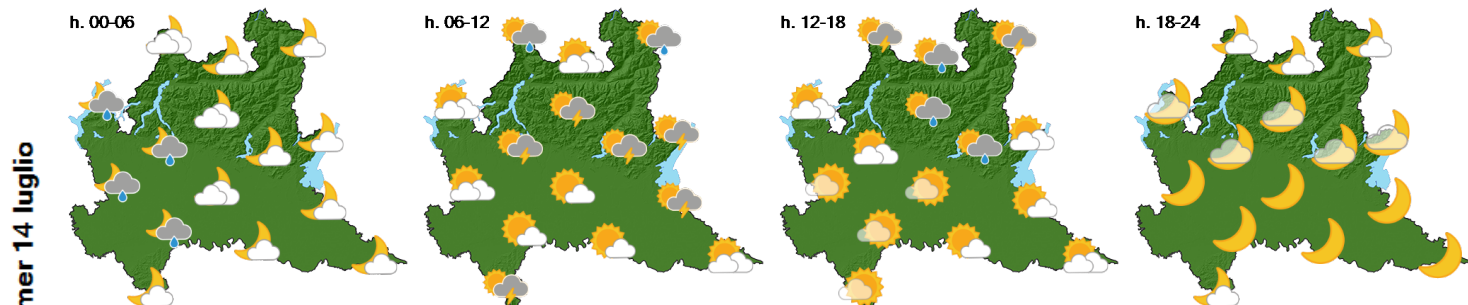 h. 00-06
h. 06-12
h. 12-18
h. 18-24
mer 14 luglio